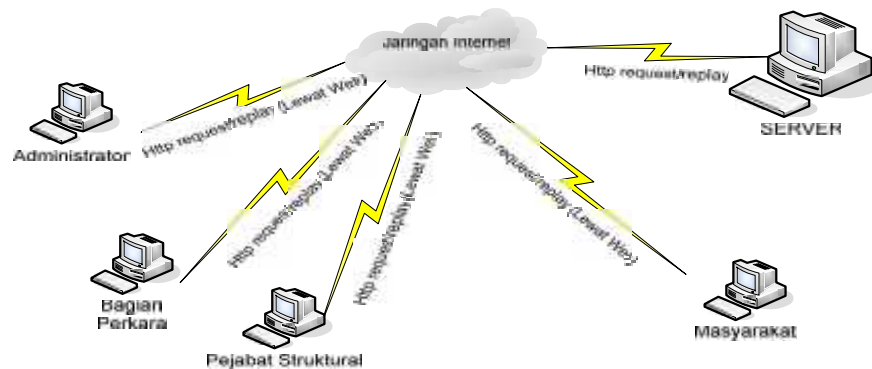 Jaringan Internet
Http request/replay
SERVER
Http request/replay (Lewat Web)
Administrator
Http request/replay (Lewat Web)
Http request/replay(Lewat Web)
Http request/replay (Lewat Web)
Bagian
Perkara
Pejabat Struktural
Masyarakat